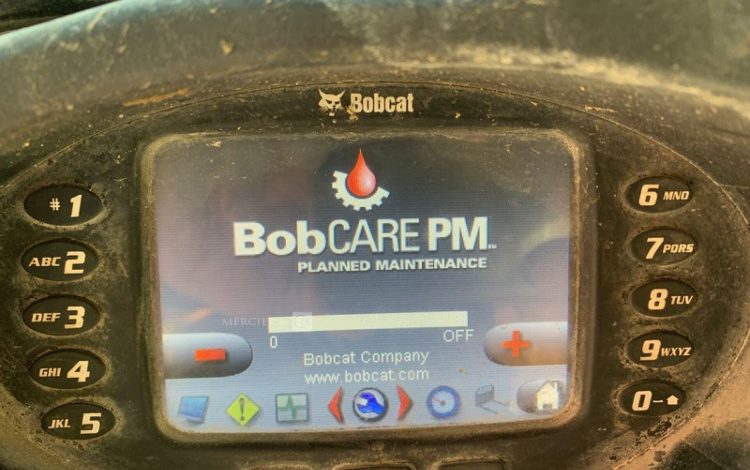 Bobcat
#1
ABC 2
DEF 3
GHI 4
JKL 5
BobCARE PM
PLANNED MAINTENANCE
0
OFF
Bobcat Company
www.bobcat.com
6 MNO
7 PQRS
8 TUV
9 WXYZ
0